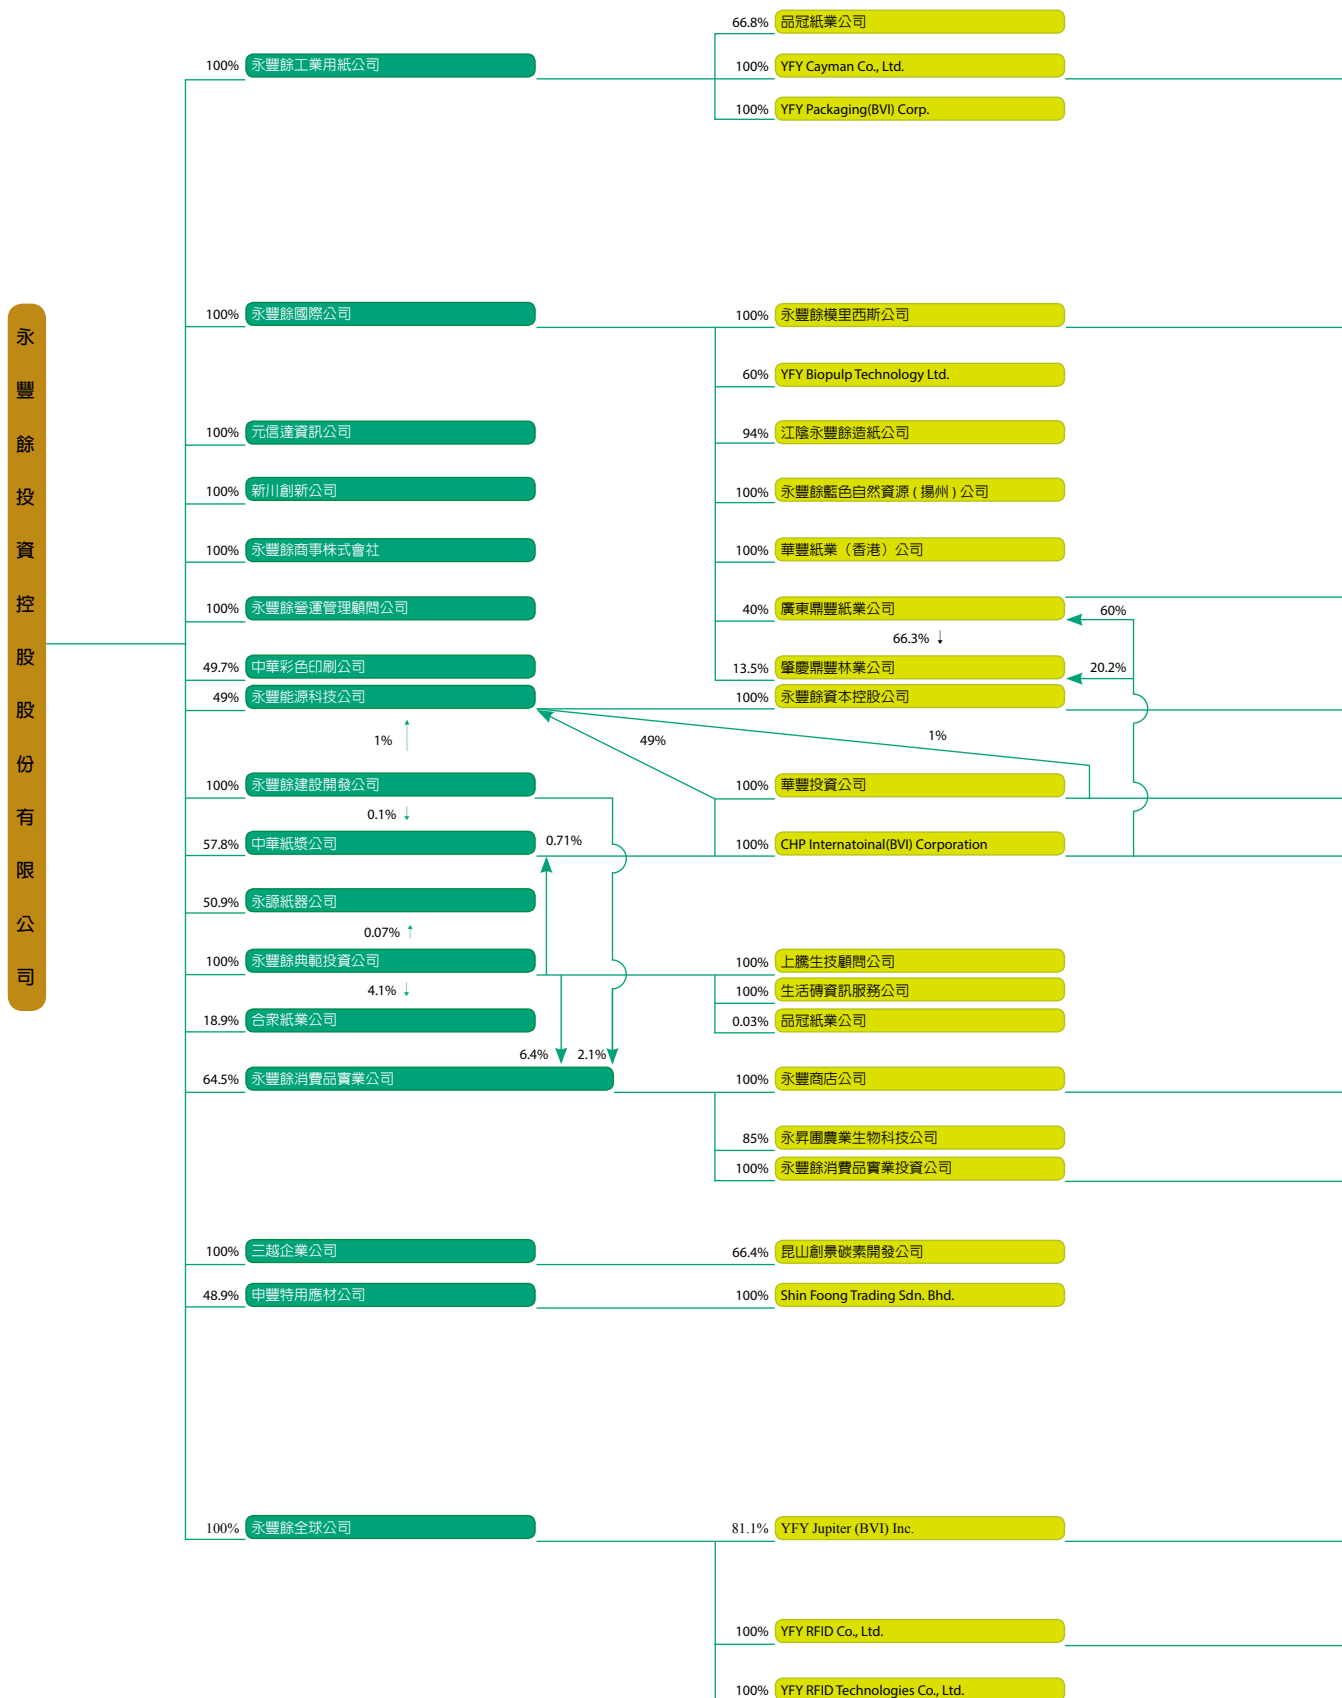 永豐餘投資控股股份有限公司
100% 永豐餘工業用紙公司
66.8% 品冠紙業公司
100% YFY Cayman Co., Ltd.
100% YFY Packaging(BVI) Corp.
100% 永豐餘國際公司
100% 永豐餘模里西斯公司
60% YFY Biopulp Technology Ltd.
94% 江陰永豐餘造紙公司
100% 永豐餘藍色自然資源 ( 揚州 ) 公司
100% 華豐紙業（香港）公司
40% 廣東鼎豐紙業公司
60%
66.3% ↓
13.5% 肇慶鼎豐林業公司
20.2%
100% 元信達資訊公司
100% 新川創新公司
100% 永豐餘商事株式會社
100% 永豐餘營運管理顧問公司
49.7% 中華彩色印刷公司
49% 永豐能源科技公司
100% 永豐餘資本控股公司
1% ↑
49%
1%
100% 永豐餘建設開發公司
100% 華豐投資公司
0.1% ↓
57.8% 中華紙漿公司
0.71%
100% CHP Internatoinal(BVI) Corporation
50.9% 永謜紙器公司
0.07% ↑
100% 永豐餘典範投資公司
100% 上騰生技顧問公司
100% 生活磚資訊服務公司
0.03% 品冠紙業公司
4.1% ↓
18.9% 合眾紙業公司
6.4%
2.1%
64.5% 永豐餘消費品實業公司
100% 永豐商店公司
85% 永昇圃農業生物科技公司
100% 永豐餘消費品實業投資公司
100% 三越企業公司
66.4% 昆山創景碳素開發公司
48.9% 申豐特用應材公司
100% Shin Foong Trading Sdn. Bhd.
100% 永豐餘全球公司
81.1% YFY Jupiter (BVI) Inc.
100% YFY RFID Co., Ltd.
100% YFY RFID Technologies Co., Ltd.